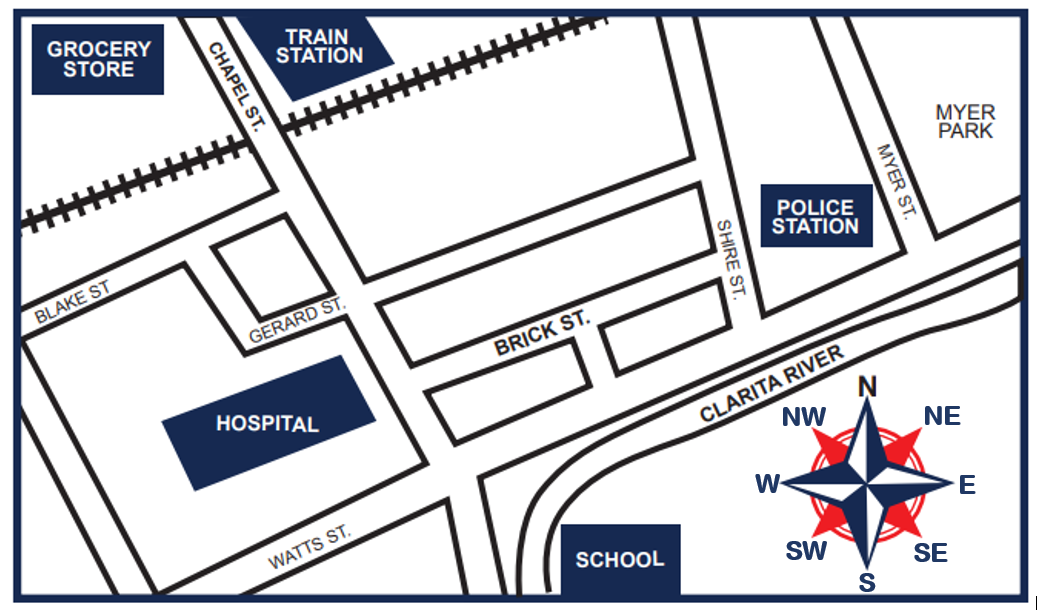 GROCERY
STORE
CHAPEL ST.
TRAIN
STATION
MYER
PARK
MYER ST.
POLICE
STATION
SHIRE ST.
BLAKE ST
GERARD ST.
BRICK ST.
CLARITA RIVER
HOSPITAL
WATTS ST.
SCHOOL
N
NW
NE
W
E
SW
SE
S